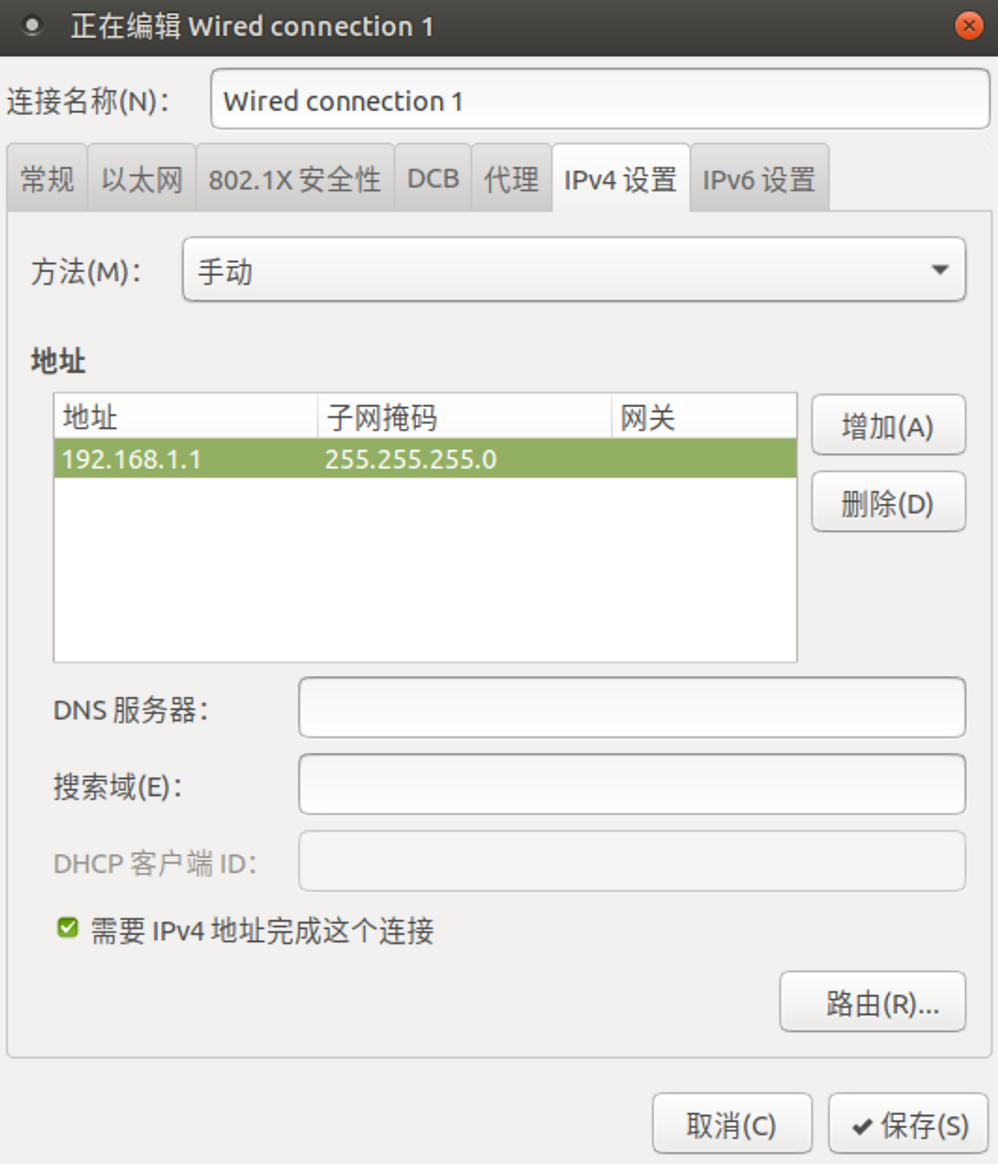 正在编辑 Wired connection 1
连接名称(N)： Wired connection 1
常规 以太网 802.1X 安全性 DCB 代理 IPv4 设置 IPv6 设置
方法(M)： 手动
地址
地址 子网掩码 网关
192.168.1.1 255.255.255.0
增加(A)
删除(D)
DNS 服务器：
搜索域(E)：
DHCP 客户端 ID：
需要 IPv4 地址完成这个连接
路由(R)...
取消(C) 保存(S)